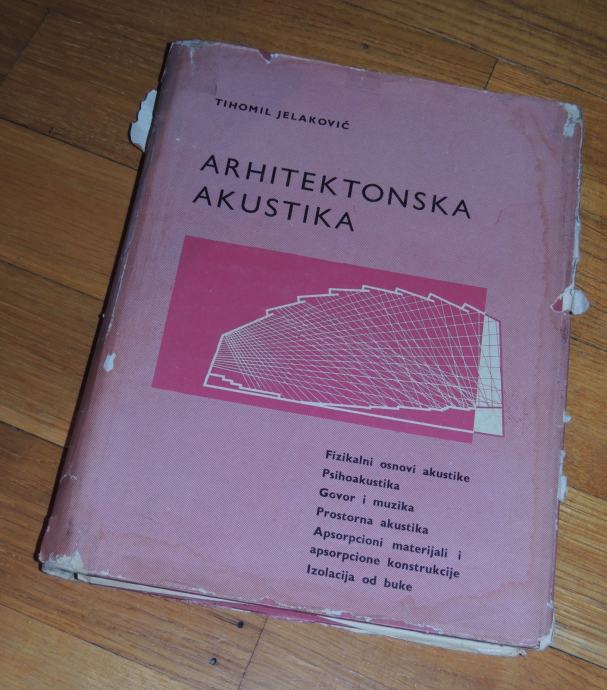 TIHOMIL JELAKOVIĆ
ARHITEKTONSKA
AKUSTIKA
Fizikalni osnovi akustike
Psihoakustika
Govor i muzika
Prostorna akustika
Apsorpcioni materijali i
apsorpcione konstrukcije
Izolacija od buke